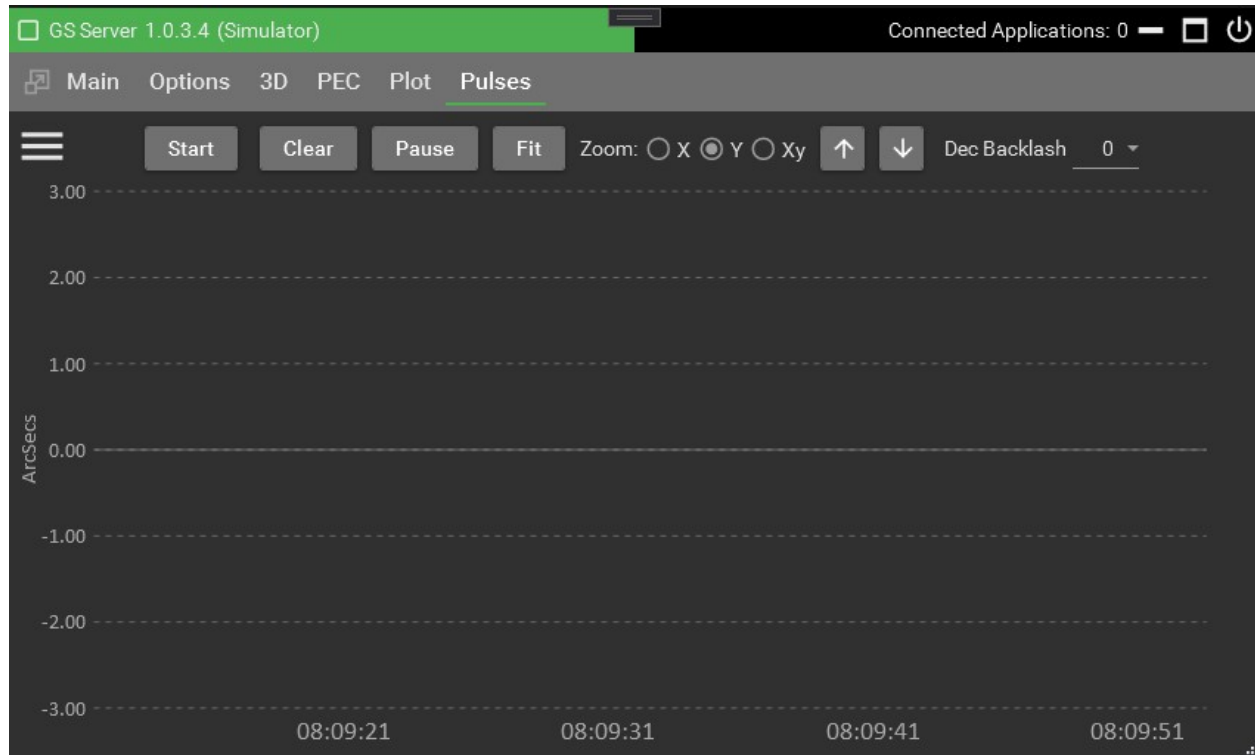 GS Server 1.0.3.4 (Simulator) Connected Applications: 0
Main Options 3D PEC Plot Pulses
Start Clear Pause Fit Zoom: X Y Xy Dec Backlash 0
3.00
2.00
1.00
ArcSecs
0.00
-1.00
-2.00
-3.00
08:09:21 08:09:31 08:09:41 08:09:51